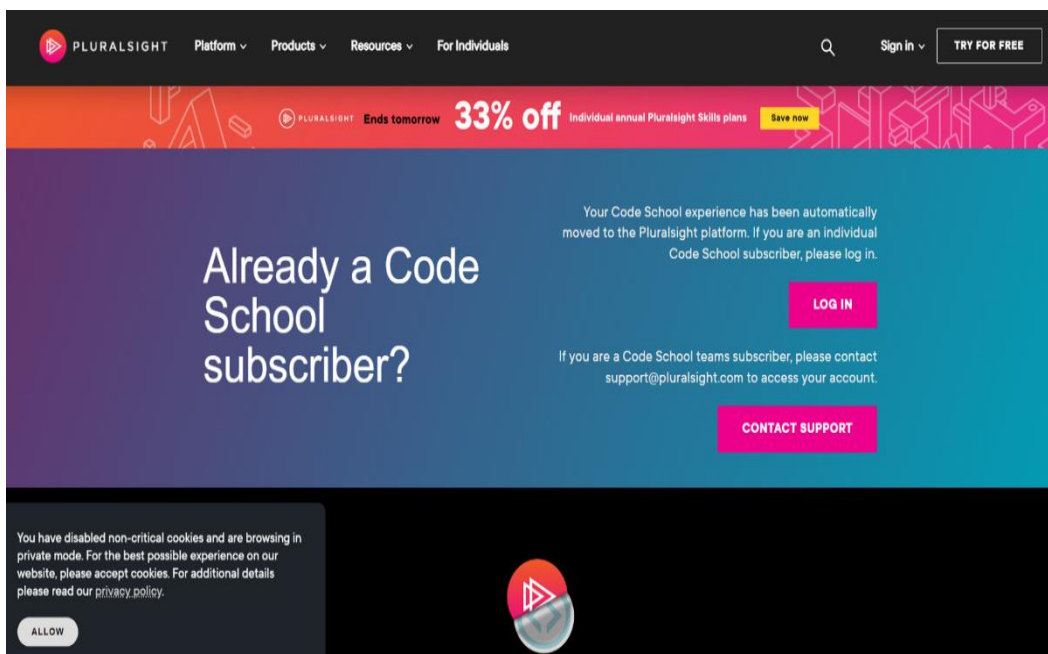 PLURALSIGHT Platform Products Resources For Individuals Sign in TRY FOR FREE
PLURALSIGHT Ends tomorrow 33% off Individual annual Pluralsight Skills plans Save now
Already a Code
School
subscriber?
Your Code School experience has been automatically
moved to the Pluralsight platform. If you are an individual
Code School subscriber, please log in.
LOG IN
If you are a Code School teams subscriber, please contact
support@pluralsight.com to access your account.
CONTACT SUPPORT
You have disabled non-critical cookies and are browsing in
private mode. For the best possible experience on our
website, please accept cookies. For additional details
please read our privacy policy.
ALLOW